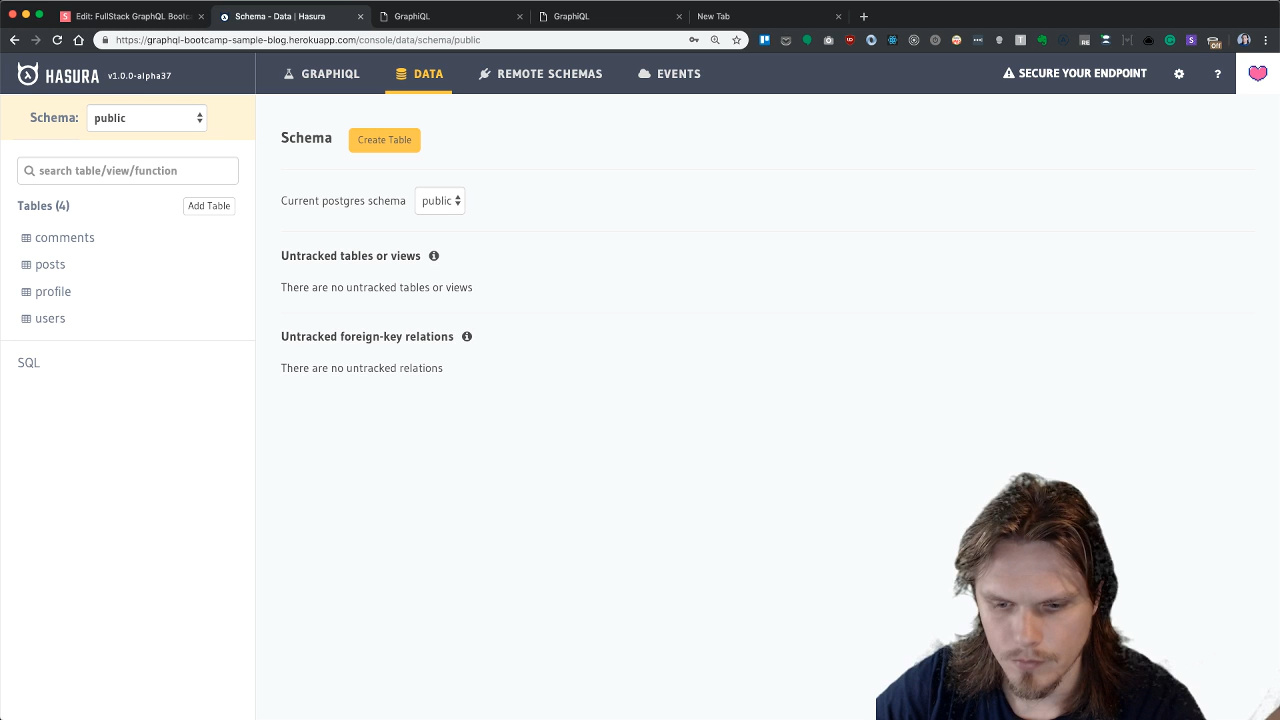 Edit: FullStack GraphQL Bootc
Schema - Data | Hasura
GraphiQL
GraphiQL
New Tab
https://graphql-bootcamp-sample-blog.herokuapp.com/console/data/schema/public
HASURA v1.0.0-alpha37
GRAPHIQL
DATA
REMOTE SCHEMAS
EVENTS
SECURE YOUR ENDPOINT
?
Schema: public
search table/view/function
Tables (4)
Add Table
comments
posts
profile
users
SQL
Schema
Create Table
Current postgres schema public
Untracked tables or views
There are no untracked tables or views
Untracked foreign-key relations
There are no untracked relations